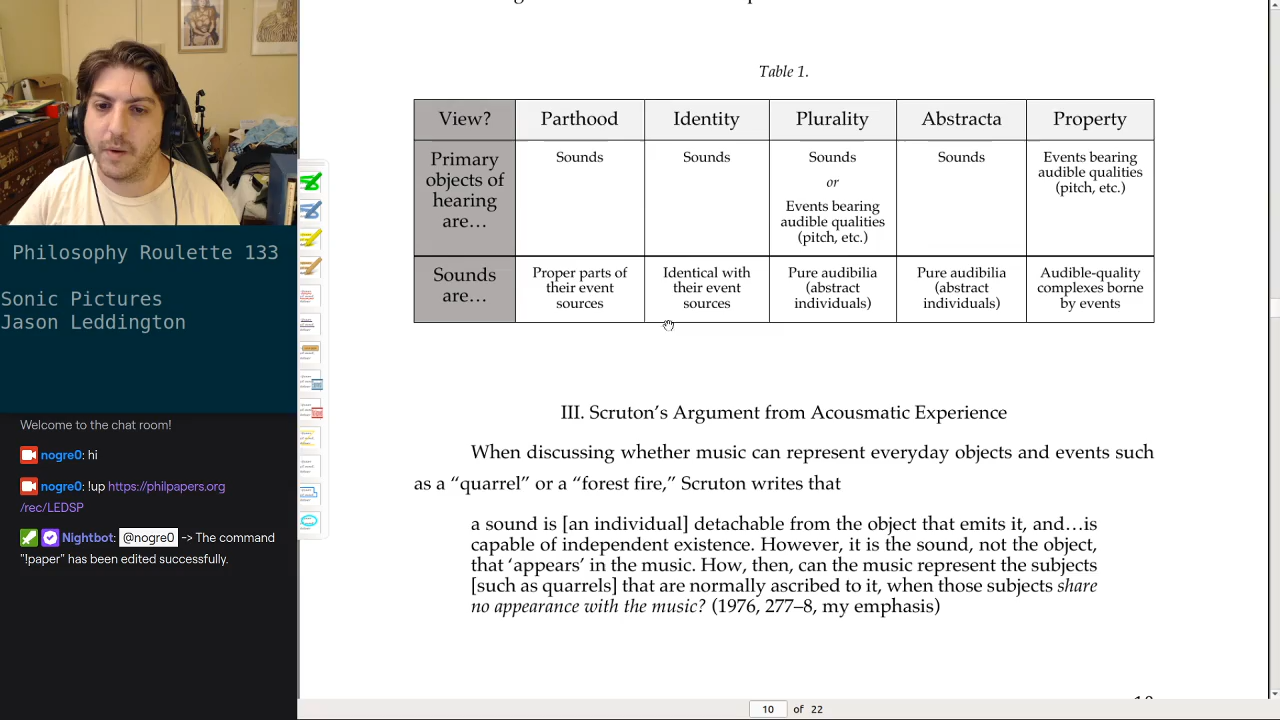 Philosophy Roulette 133
Sonic Pictures
Jason Leddington
Welcome to the chat room!
nogre0: hi
nogre0: !up https://philpapers.org
/rec/LEDSP
Nightbot: @nogre0 -> The command
"!paper" has been edited successfully.
Table 1.
View? Parthood Identity Plurality Abstracta Property
Primary
objects of
hearing
are
Sounds
Sounds
Sounds
or
Events bearing
audible qualities
(pitch, etc.)
Sounds
Events bearing
audible qualities
(pitch, etc.)
Sounds
are
Proper parts of
their event
sources
Identical with
their event
sources
Pure audibilia
(abstract
individuals)
Pure audibilia
(abstract
individuals)
Audible-quality
complexes borne
by events
III. Scruton's Argument from Acousmatic Experience
When discussing whether music can represent everyday objects and events such
as a “quarrel” or a “forest fire,” Scruton writes that
a sound is [an individual] detachable from the object that emits it, and…
capable of independent existence. However, it is the sound, not the object,
that ‘appears’ in the music. How, then, can the music represent the subjects
[such as quarrels] that are normally ascribed to it, when those subjects share
no appearance with the music? (1976, 277–8, my emphasis)
10 of 22